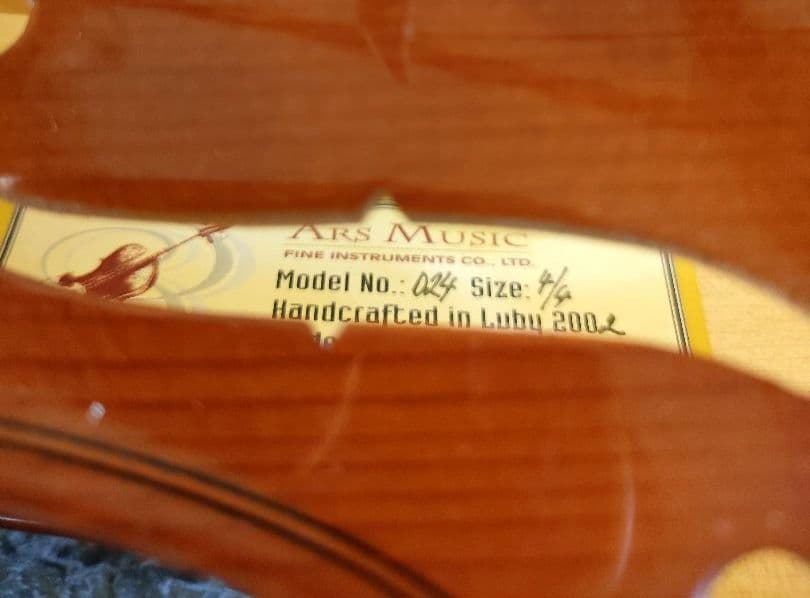 ARS MUSIC
FINE INSTRUMENTS CO., LTD.
Model No.: 024 Size: 4/4
Handcrafted in Luby 2002